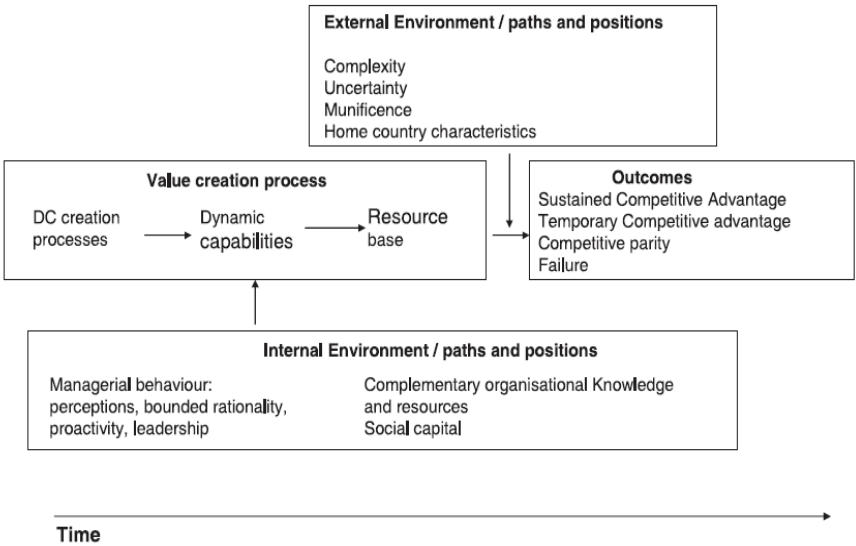 External Environment / paths and positions
Complexity
Uncertainty
Munificence
Home country characteristics
Value creation process
DC creation
processes
Dynamic
capabilities
Resource
base
Outcomes
Sustained Competitive Advantage
Temporary Competitive advantage
Competitive parity
Failure
Internal Environment / paths and positions
Managerial behaviour:
perceptions, bounded rationality,
proactivity, leadership
Complementary organisational Knowledge
and resources
Social capital
Time